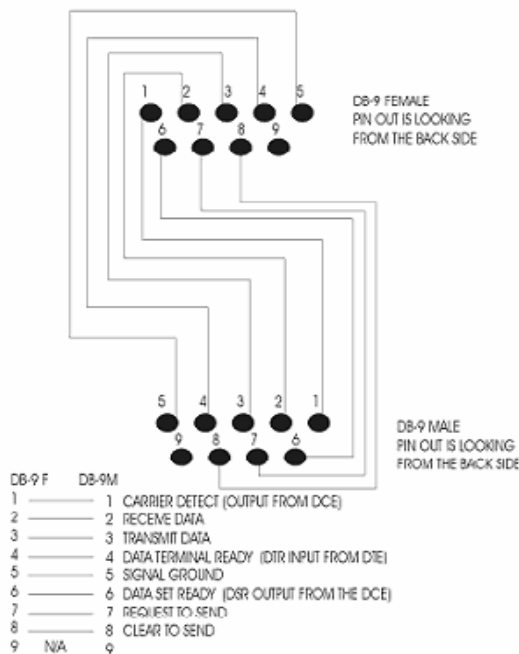 1 2 3 4 5
6 7 8 9
DB-9 FEMALE
PIN OUT IS LOOKING
FROM THE BACK SIDE
5 4 3 2 1
9 8 7 6
DB-9 MALE
PIN OUT IS LOOKING
FROM THE BACK SIDE
DB-9 F DB-9M
1 1 CARRIER DETECT (OUTPUT FROM DCE)
2 2 RECEIVE DATA
3 3 TRANSMIT DATA
4 4 DATA TERMINAL READY (DTR INPUT FROM DTE)
5 5 SIGNAL GROUND
6 6 DATA SET READY (DSR OUTPUT FROM THE DCE)
7 7 REQUEST TO SEND
8 8 CLEAR TO SEND
9 N/A 9